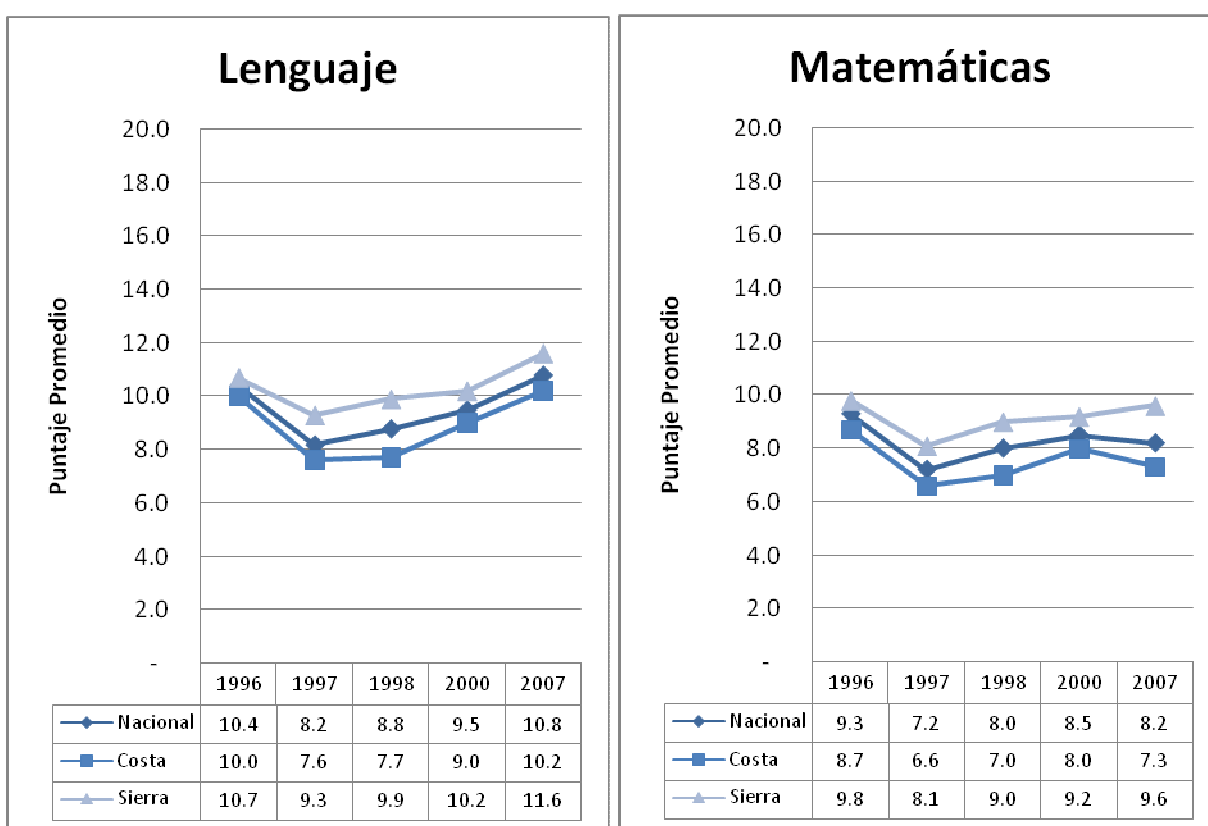 Lenguaje
Puntaje Promedio
20.0
18.0
16.0
14.0
12.0
10.0
8.0
6.0
4.0
2.0
-
1996 1997 1998 2000 2007
Nacional 10.4 8.2 8.8 9.5 10.8
Costa 10.0 7.6 7.7 9.0 10.2
Sierra 10.7 9.3 9.9 10.2 11.6
Matemáticas
Puntaje Promedio
20.0
18.0
16.0
14.0
12.0
10.0
8.0
6.0
4.0
2.0
-
1996 1997 1998 2000 2007
Nacional 9.3 7.2 8.0 8.5 8.2
Costa 8.7 6.6 7.0 8.0 7.3
Sierra 9.8 8.1 9.0 9.2 9.6